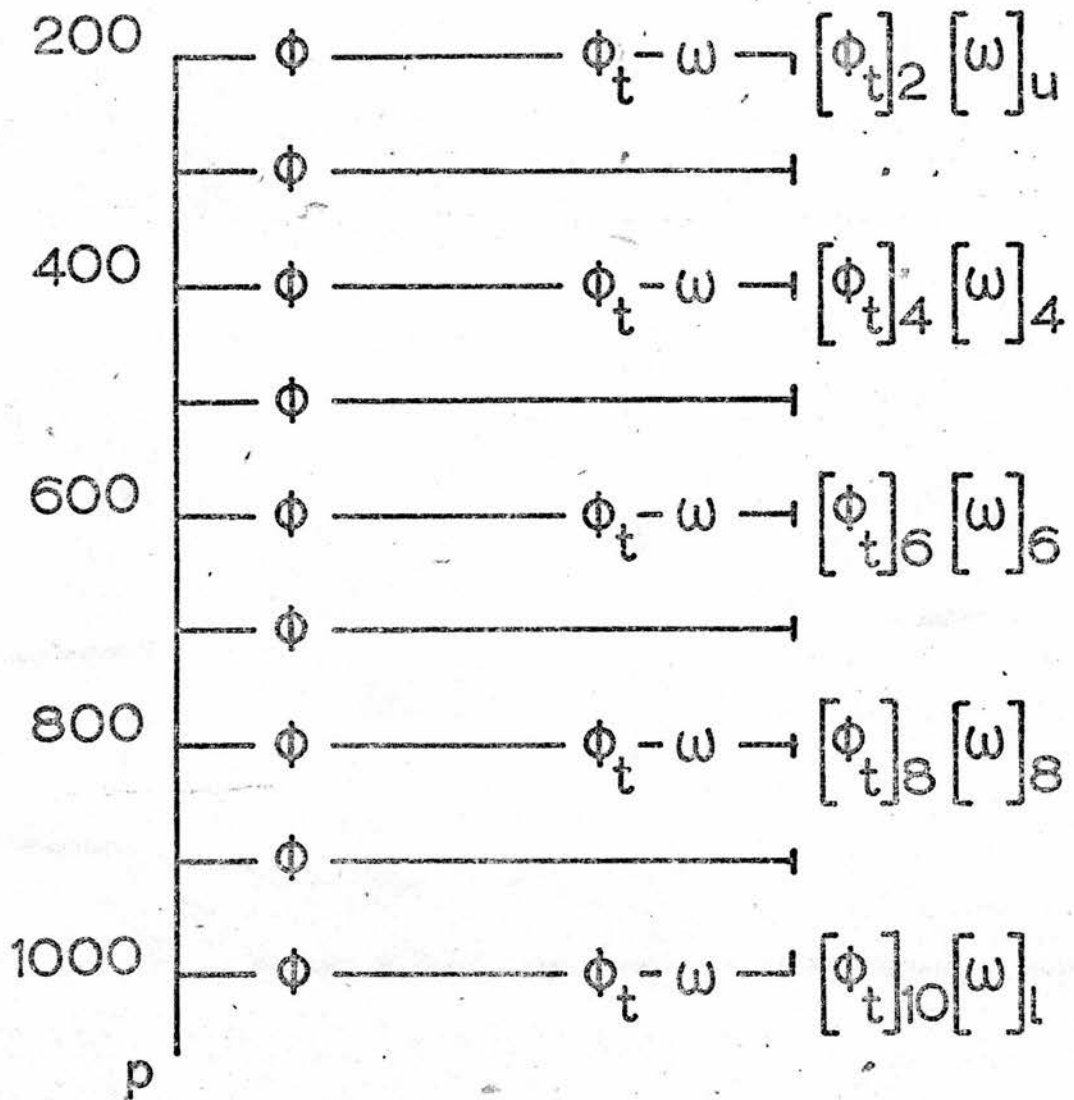 200 ϕ ϕt ω [ϕt]2 [ω]u
ϕ
400 ϕ ϕt ω [ϕt]4 [ω]4
ϕ
600 ϕ ϕt ω [ϕt]6 [ω]6
ϕ
800 ϕ ϕt ω [ϕt]8 [ω]8
ϕ
1000 ϕ ϕt ω [ϕt]10 [ω]l
p